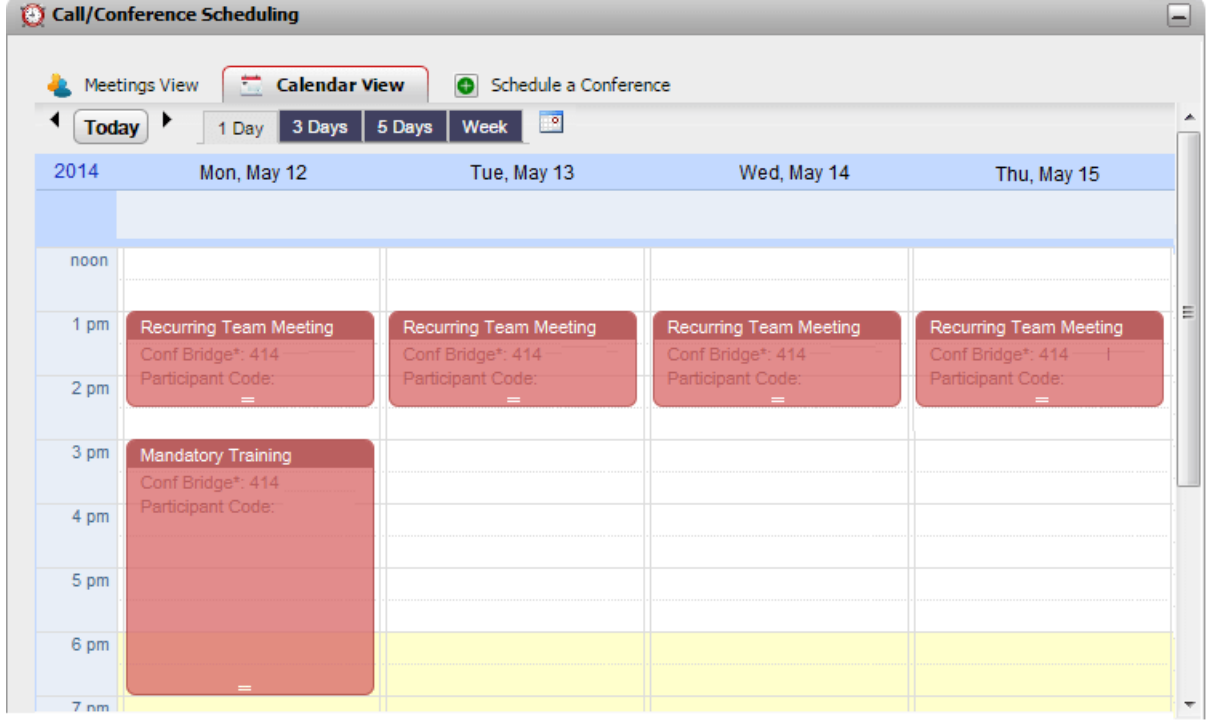 Call/Conference Scheduling
Meetings View Calendar View Schedule a Conference
Today 1 Day 3 Days 5 Days Week
2014 Mon, May 12 Tue, May 13 Wed, May 14 Thu, May 15
noon
1 pm
Recurring Team Meeting Recurring Team Meeting Recurring Team Meeting Recurring Team Meeting
Conf Bridge*: 414 Conf Bridge*: 414 Conf Bridge*: 414 Conf Bridge*: 414
Participant Code: Participant Code: Participant Code: Participant Code:
2 pm
3 pm
Mandatory Training
Conf Bridge*: 414
Participant Code:
4 pm
5 pm
6 pm
7 pm